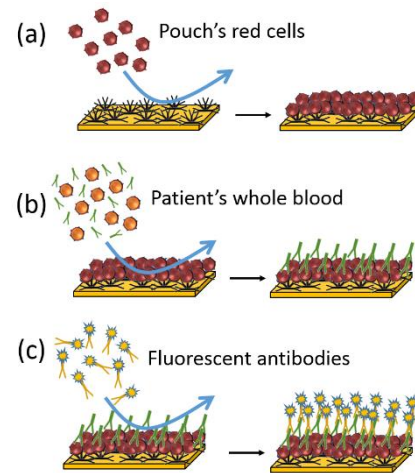 (a) Pouch's red cells
(b) Patient's whole blood
(c) Fluorescent antibodies